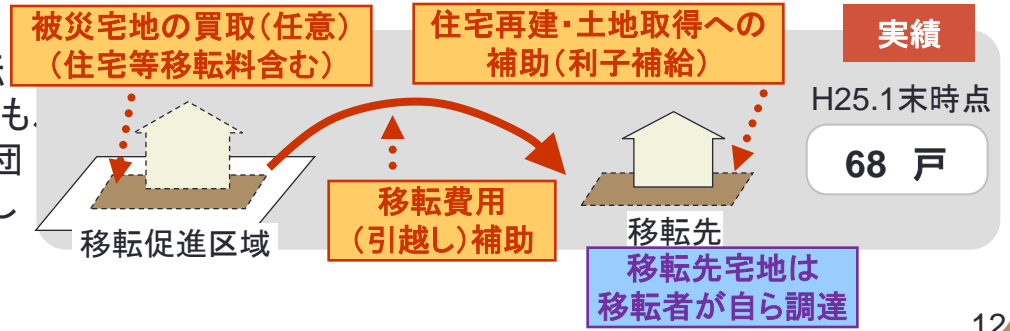 被災宅地の買取(任意)
(住宅等移転料含む)
住宅再建・土地取得への
補助(利子補給)
実績
も、
団
し
H25.1末時点
68 戸
移転費用
(引越し)補助
移転促進区域
移転先
移転先宅地は
移転者が自ら調達
12